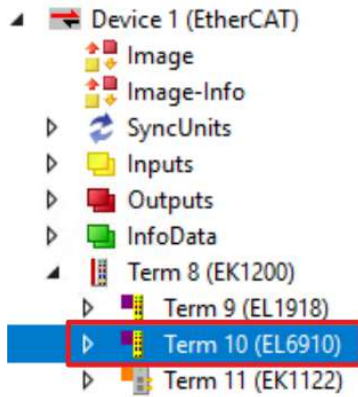 Device 1 (EtherCAT)
Image
Image-Info
SyncUnits
Inputs
Outputs
InfoData
Term 8 (EK1200)
Term 9 (EL1918)
Term 10 (EL6910)
Term 11 (EK1122)